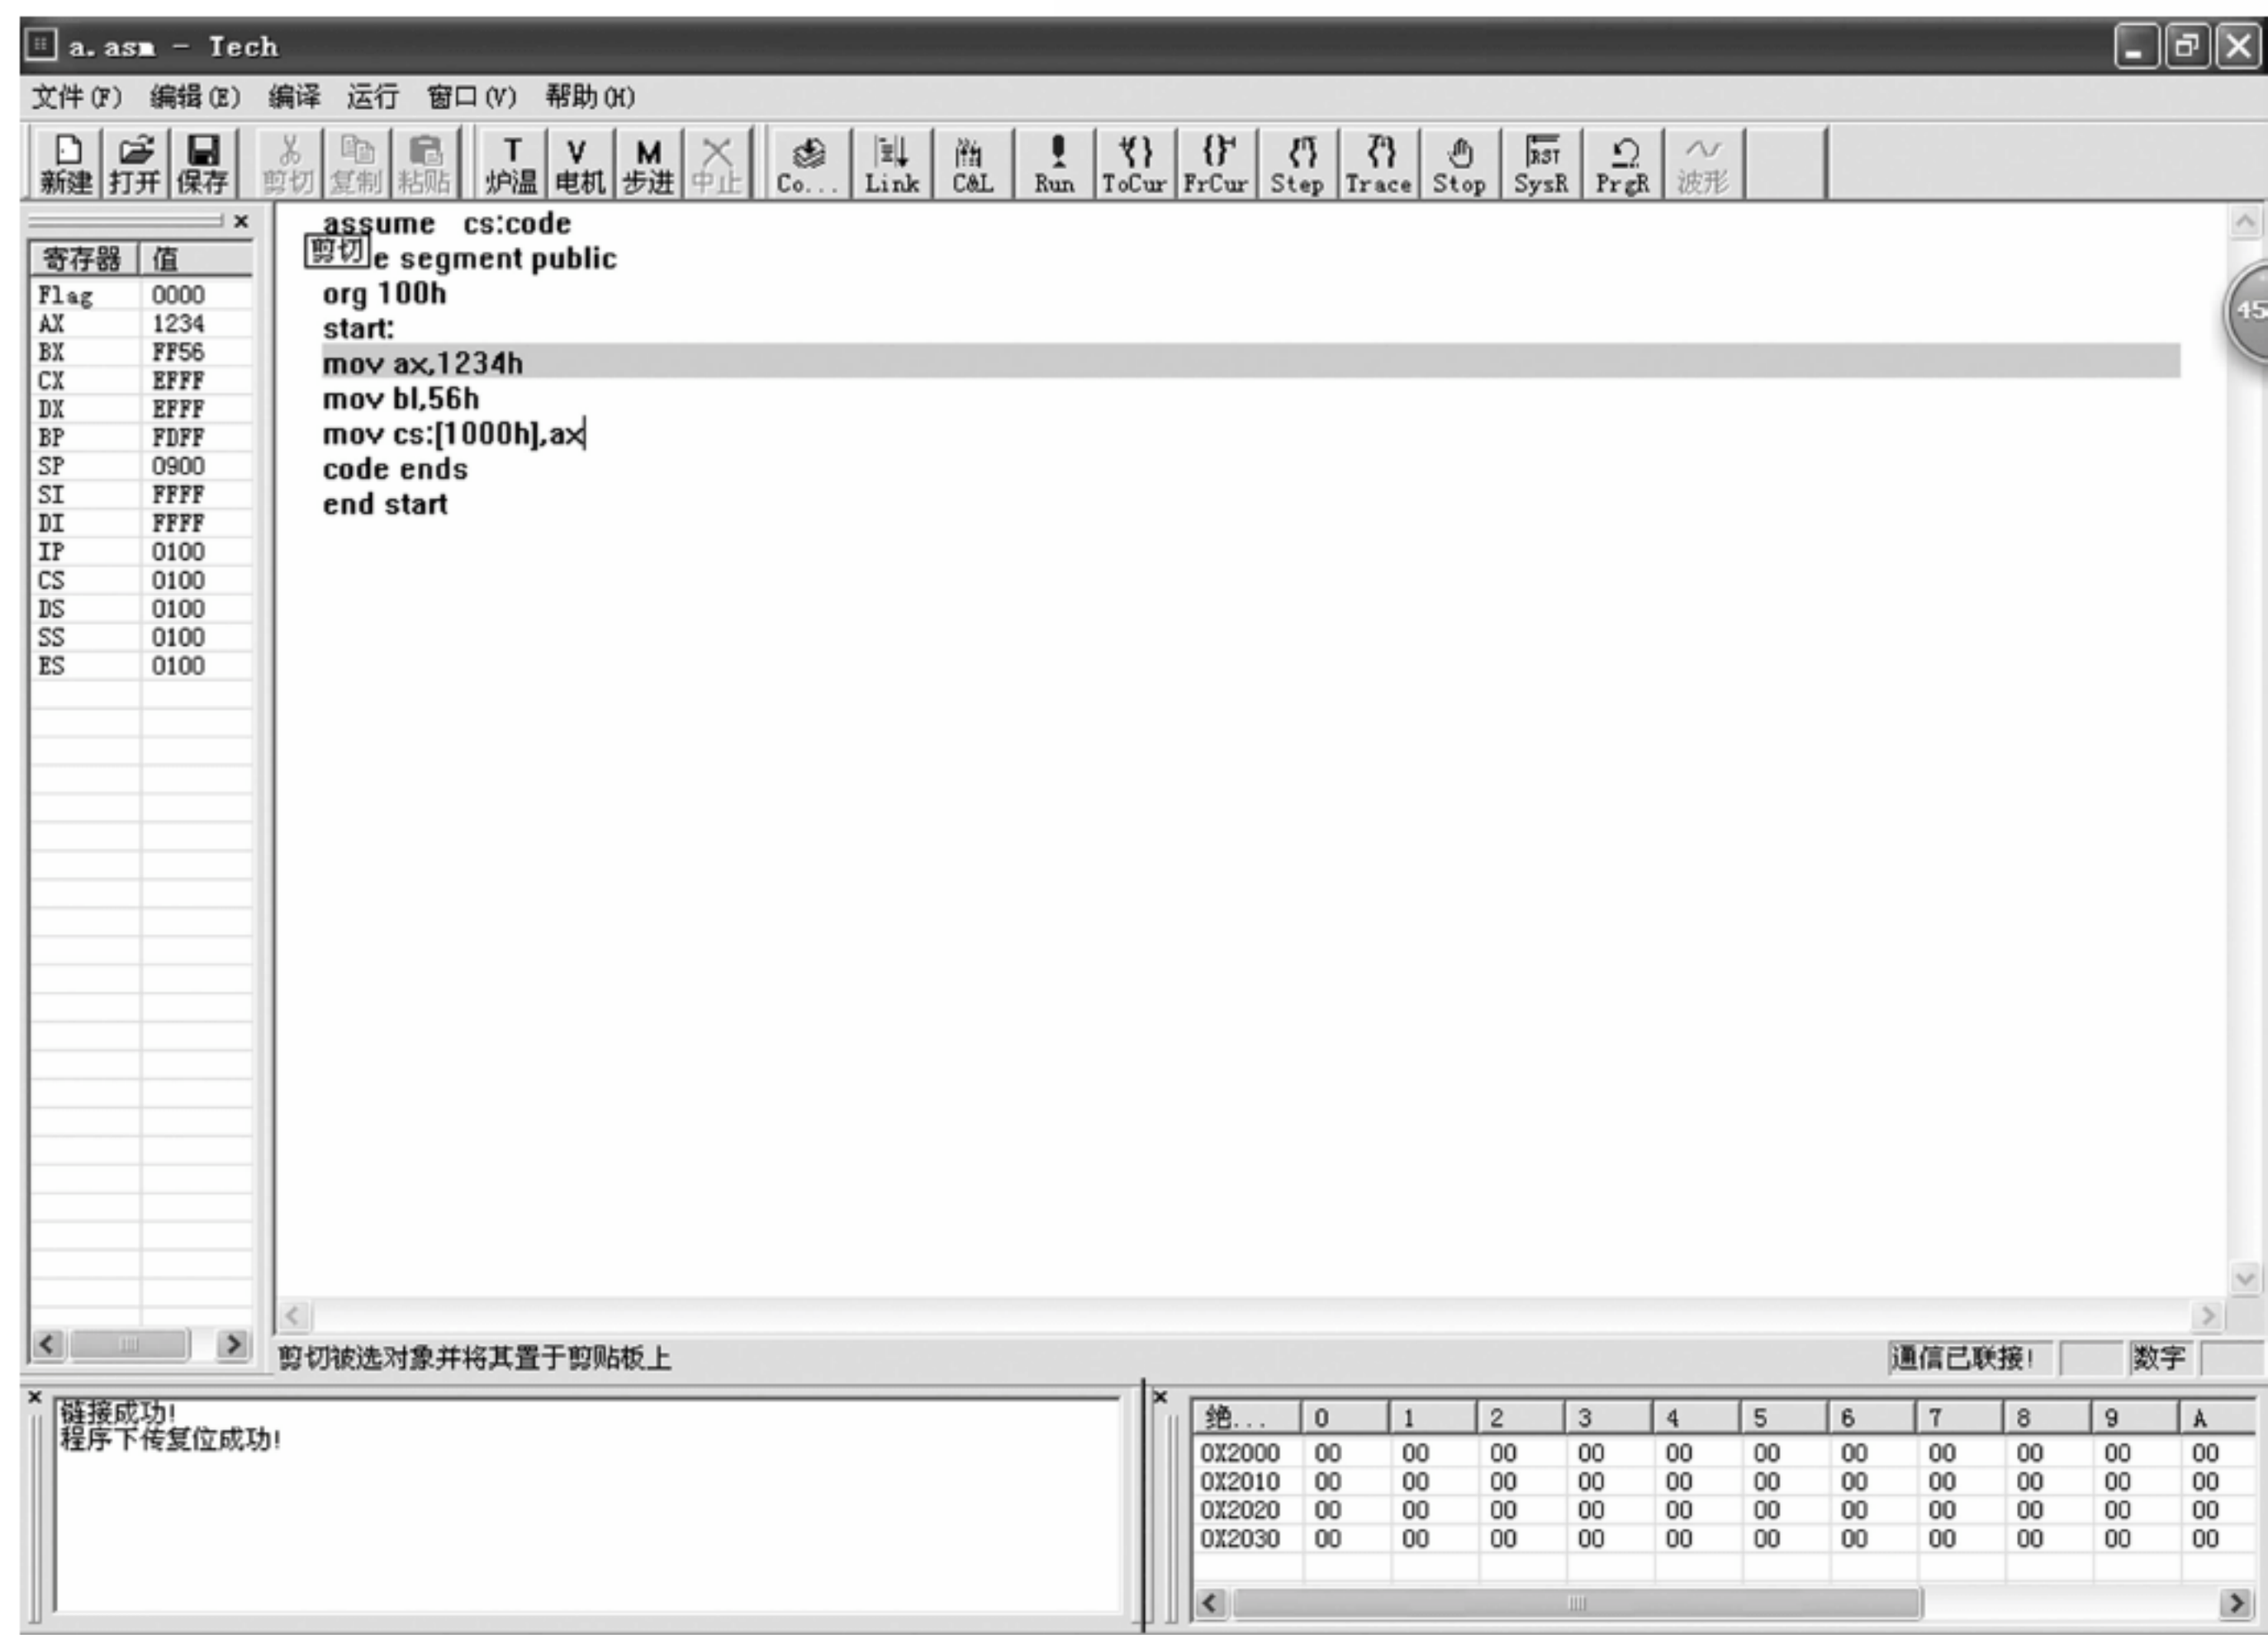 a.asm - Tech
文件(F) 编辑(E) 编译 运行 窗口(V) 帮助(H)
新建 打开 保存 剪切 复制 粘贴 T 炉温 V 电机 M 步进 中止 Co... Link C&L Run ToCur FrCur Step Trace Stop RST SysR PrgR 波形
寄存器 值
Flag 0000
AX 1234
BX FF56
CX EFFF
DX EFFF
BP FDFF
SP 0900
SI FFFF
DI FFFF
IP 0100
CS 0100
DS 0100
SS 0100
ES 0100
assume cs:code
剪切 e segment public
org 100h
start:
mov ax,1234h
mov bl,56h
mov cs:[1000h],ax
code ends
end start
45
剪切被选对象并将其置于剪贴板上 通信已联接! 数字
链接成功!
程序下传复位成功!
绝... 0 1 2 3 4 5 6 7 8 9 A
0X2000 00 00 00 00 00 00 00 00 00 00 00
0X2010 00 00 00 00 00 00 00 00 00 00 00
0X2020 00 00 00 00 00 00 00 00 00 00 00
0X2030 00 00 00 00 00 00 00 00 00 00 00